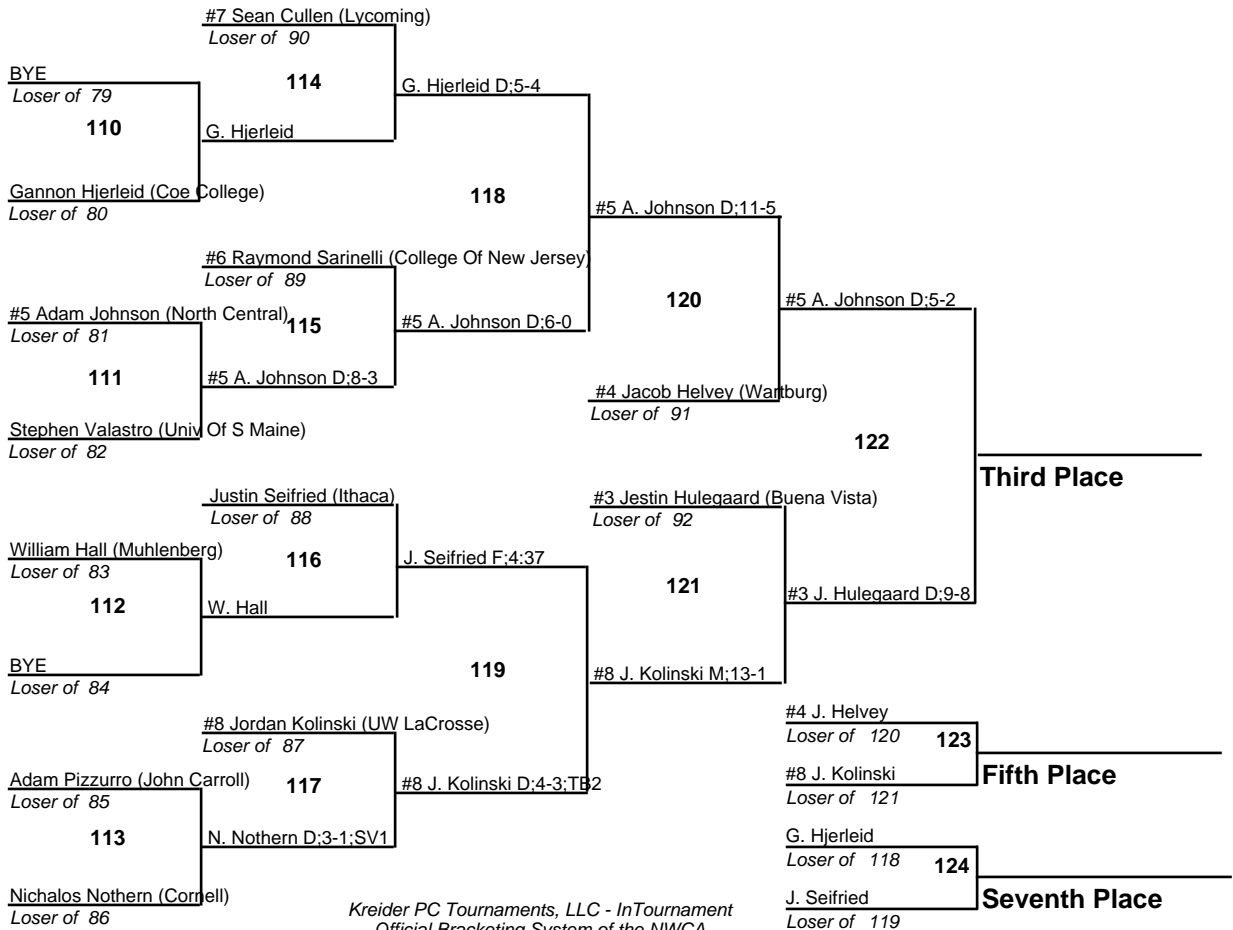 #7 Sean Cullen (Lycoming)
Loser of 90
BYE
Loser of 79
114
G. Hjerleid D;5-4
110
G. Hjerleid
Gannon Hjerleid (Coe College)
Loser of 80
118
#5 A. Johnson D;11-5
#6 Raymond Sarinelli (College Of New Jersey)
Loser of 89
120
#5 A. Johnson D;5-2
#5 Adam Johnson (North Central)
Loser of 81
115
#5 A. Johnson D;6-0
111
#5 A. Johnson D;8-3
#4 Jacob Helvey (Wartburg)
Loser of 91
Stephen Valastro (Univ Of S Maine)
Loser of 82
122
Third Place
Justin Seifried (Ithaca)
Loser of 88
#3 Jestin Hulegaard (Buena Vista)
Loser of 92
William Hall (Muhlenberg)
Loser of 83
116
J. Seifried F;4:37
121
#3 J. Hulegaard D;9-8
112
W. Hall
BYE
Loser of 84
119
#8 J. Kolinski M;13-1
#8 Jordan Kolinski (UW LaCrosse)
Loser of 87
#4 J. Helvey
Loser of 120
123
Fifth Place
#8 J. Kolinski
Loser of 121
Adam Pizzurro (John Carroll)
Loser of 85
117
#8 J. Kolinski D;4-3;TB2
113
N. Nothern D;3-1;SV1
G. Hjerleid
Loser of 118
124
Seventh Place
J. Seifried
Loser of 119
Nichalos Nothern (Cornell)
Loser of 86
Kreider PC Tournaments, LLC - InTournament
Official Bracketing System of the NWCA